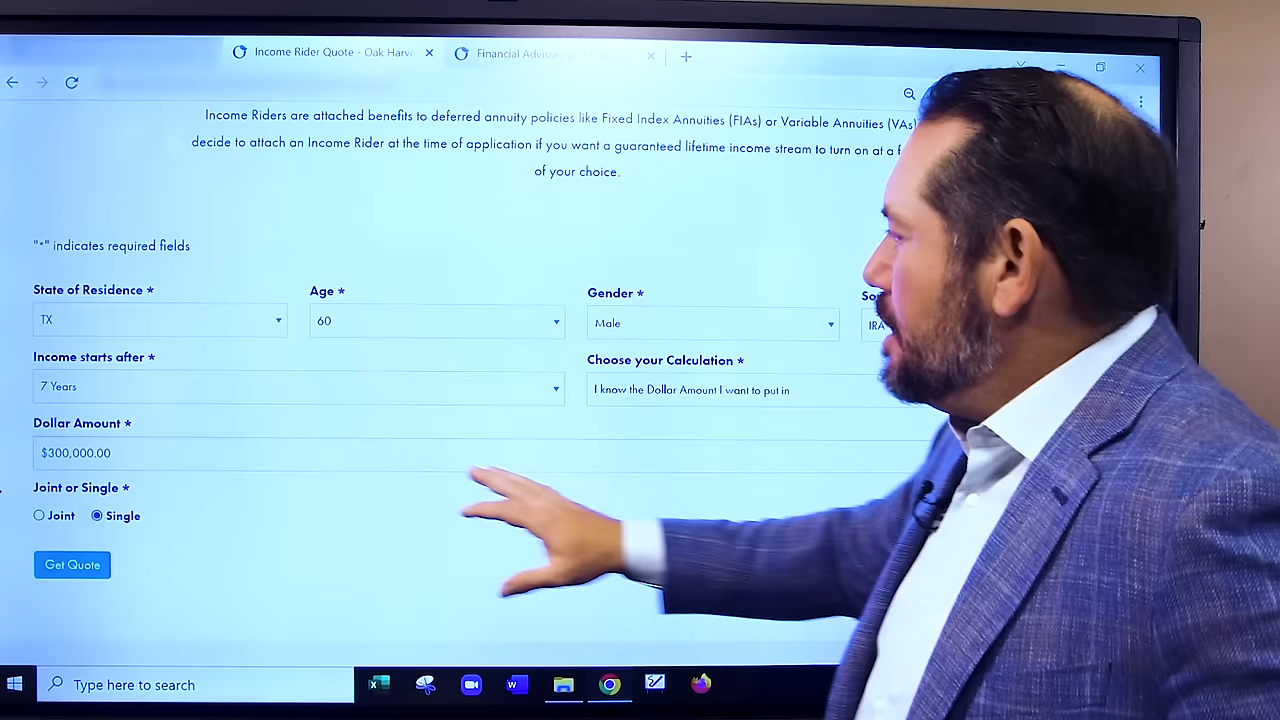 Income Rider Quote - Oak Harve
Financial Advisor
Income Riders are attached benefits to deferred annuity policies like Fixed Index Annuities (FIAs) or Variable Annuities (VAs)
decide to attach an Income Rider at the time of application if you want a guaranteed lifetime income stream to turn on at a f
of your choice.
"*" indicates required fields
State of Residence *
Age *
Gender *
So
TX
60
Male
IRA
Income starts after *
Choose your Calculation *
7 Years
I know the Dollar Amount I want to put in
Dollar Amount *
$300,000.00
Joint or Single *
Joint
Single
Get Quote
Type here to search